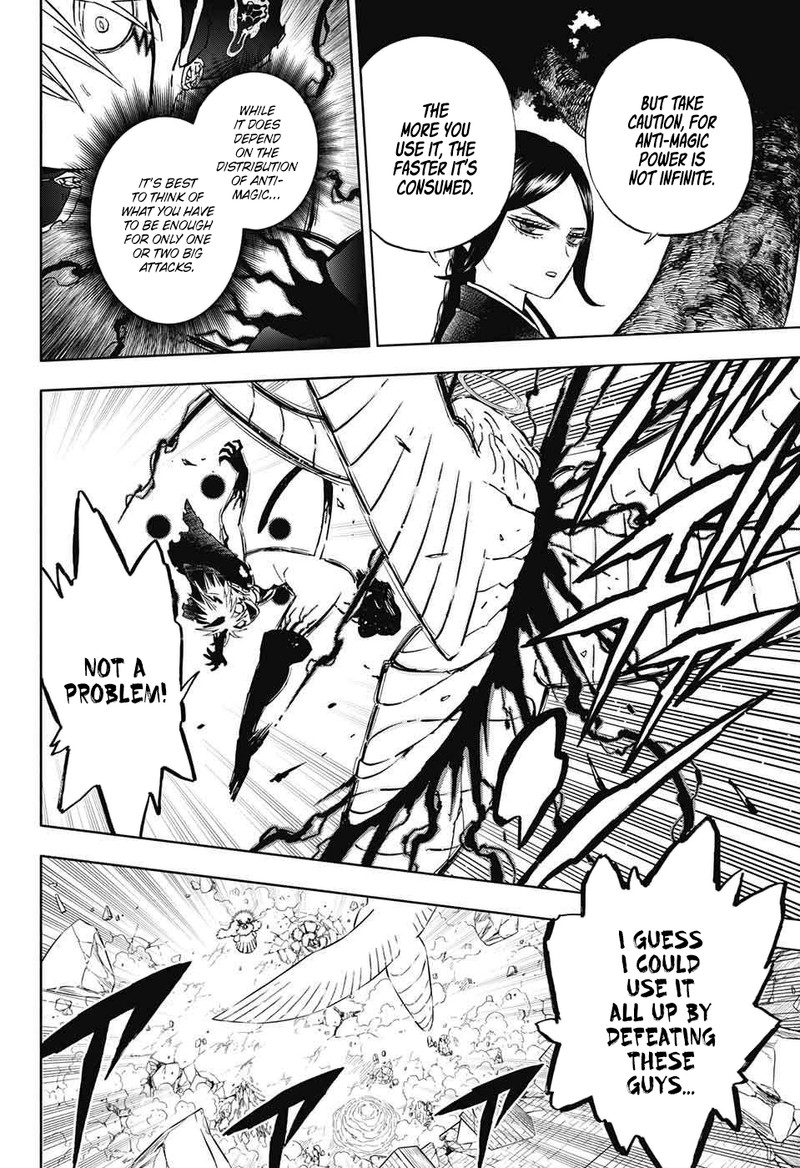 BUT TAKE
CAUTION, FOR
ANTI-MAGIC
POWER IS
NOT INFINITE.
THE
MORE YOU
USE IT, THE
FASTER IT'S
CONSUMED.
WHILE
IT DOES
DEPEND
ON THE
DISTRIBUTION
OF ANTI-
MAGIC...
IT'S BEST
TO THINK OF
WHAT YOU HAVE
TO BE ENOUGH
FOR ONLY ONE
OR TWO BIG
ATTACKS.
NOT A
PROBLEM!
I GUESS
I COULD
USE IT
ALL UP BY
DEFEATING
THESE
GUYS...